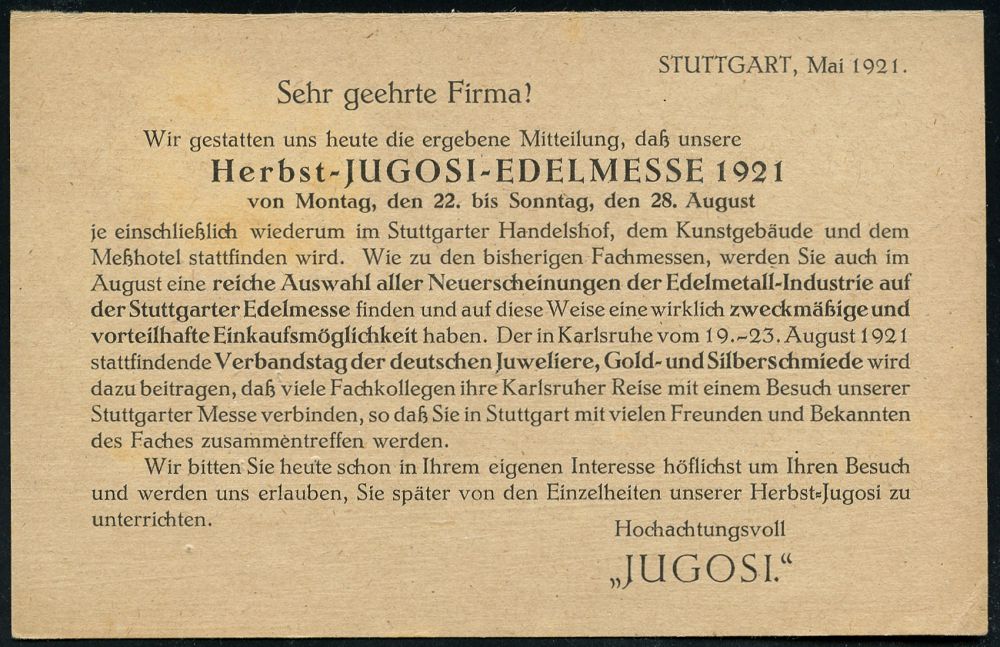 STUTTGART, Mai 1921.
Sehr geehrte Firma!
Wir gestatten uns heute die ergebene Mitteilung, daß unsere
Herbst-JUGOSI-EDELMESSE 1921
von Montag, den 22. bis Sonntag, den 28. August
je einschließlich wiederum im Stuttgarter Handelshof, dem Kunstgebäude und dem
Meßhotel stattfinden wird. Wie zu den bisherigen Fachmessen, werden Sie auch im
August eine reiche Auswahl aller Neuerscheinungen der Edelmetall-Industrie auf
der Stuttgarter Edelmesse finden und auf diese Weise eine wirklich zweckmäßige und
vorteilhafte Einkaufsmöglichkeit haben. Der in Karlsruhe vom 19.-23. August 1921
stattfindende Verbandstag der deutschen Juweliere, Gold- und Silberschmiede wird
dazu beitragen, daß viele Fachkollegen ihre Karlsruher Reise mit einem Besuch unserer
Stuttgarter Messe verbinden, so daß Sie in Stuttgart mit vielen Freunden und Bekannten
des Faches zusammentreffen werden.
Wir bitten Sie heute schon in Ihrem eigenen Interesse höflichst um Ihren Besuch
und werden uns erlauben, Sie später von den Einzelheiten unserer Herbst-Jugosi zu
unterrichten.
Hochachtungsvoll
„JUGOSI.“